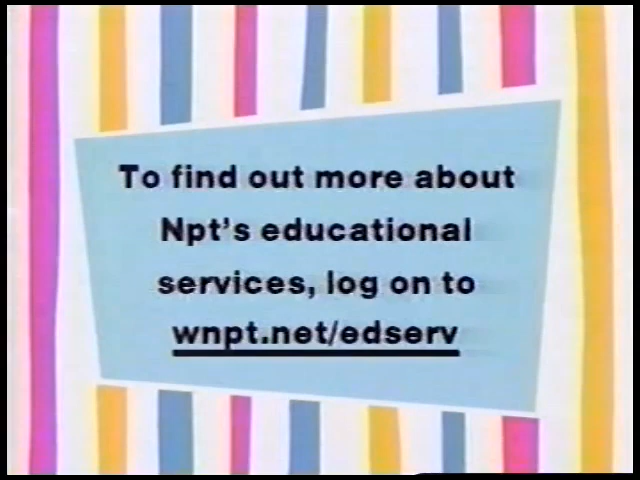 To find out more about
Npt's educational
services, log on to
wnpt.net/edserv